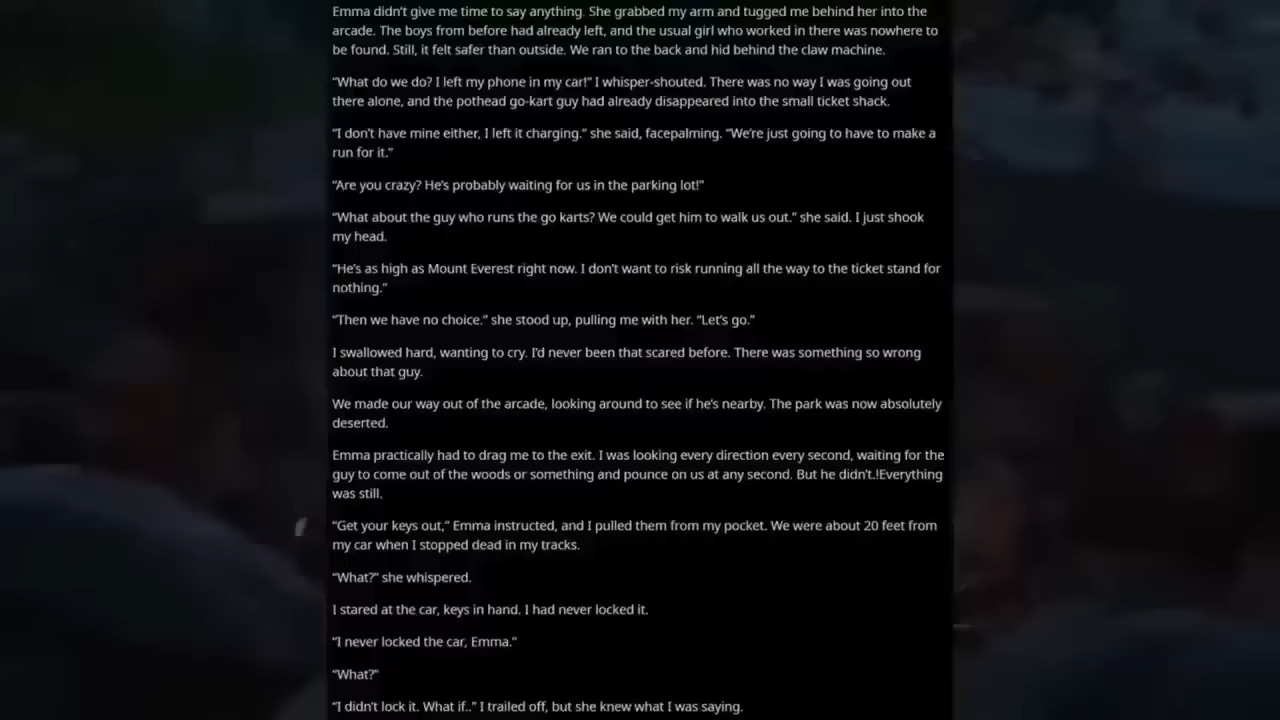 Emma didn't give me time to say anything. She grabbed my arm and tugged me behind her into the
arcade. The boys from before had already left, and the usual girl who worked in there was nowhere to
be found. Still, it felt safer than outside. We ran to the back and hid behind the claw machine.
“What do we do? I left my phone in my car!” I whisper-shouted. There was no way I was going out
there alone, and the pothead go-kart guy had already disappeared into the small ticket shack.
“I don't have mine either, I left it charging.” she said, facepalming. “We're just going to have to make a
run for it.”
“Are you crazy? He's probably waiting for us in the parking lot!”
“What about the guy who runs the go karts? We could get him to walk us out.” she said. I just shook
my head.
“He's as high as Mount Everest right now. I don't want to risk running all the way to the ticket stand for
nothing.”
“Then we have no choice.” she stood up, pulling me with her. “Let's go.”
I swallowed hard, wanting to cry. I'd never been that scared before. There was something so wrong
about that guy.
We made our way out of the arcade, looking around to see if he's nearby. The park was now absolutely
deserted.
Emma practically had to drag me to the exit. I was looking every direction every second, waiting for the
guy to come out of the woods or something and pounce on us at any second. But he didn't.!Everything
was still.
“Get your keys out,” Emma instructed, and I pulled them from my pocket. We were about 20 feet from
my car when I stopped dead in my tracks.
“What?” she whispered.
I stared at the car, keys in hand. I had never locked it.
“I never locked the car, Emma.”
“What?”
“I didn't lock it. What if..” I trailed off, but she knew what I was saying.